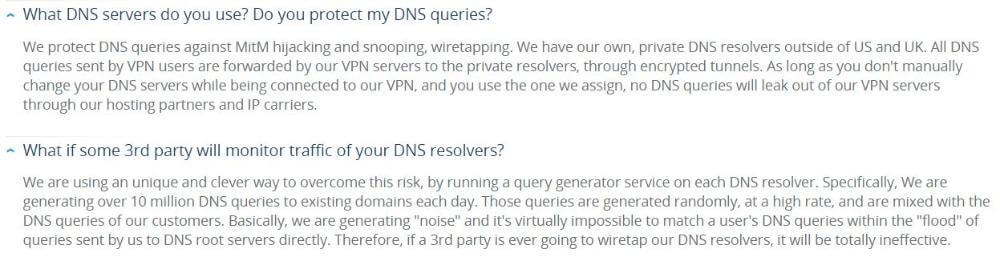 What DNS servers do you use? Do you protect my DNS queries?
We protect DNS queries against MitM hijacking and snooping, wiretapping. We have our own, private DNS resolvers outside of US and UK. All DNS
queries sent by VPN users are forwarded by our VPN servers to the private resolvers, through encrypted tunnels. As long as you don't manually
change your DNS servers while being connected to our VPN, and you use the one we assign, no DNS queries will leak out of our VPN servers
through our hosting partners and IP carriers.
What if some 3rd party will monitor traffic of your DNS resolvers?
We are using an unique and clever way to overcome this risk, by running a query generator service on each DNS resolver. Specifically, We are
generating over 10 million DNS queries to existing domains each day. Those queries are generated randomly, at a high rate, and are mixed with the
DNS queries of our customers. Basically, we are generating "noise" and it's virtually impossible to match a user's DNS queries within the "flood" of
queries sent by us to DNS root servers directly. Therefore, if a 3rd party is ever going to wiretap our DNS resolvers, it will be totally ineffective.